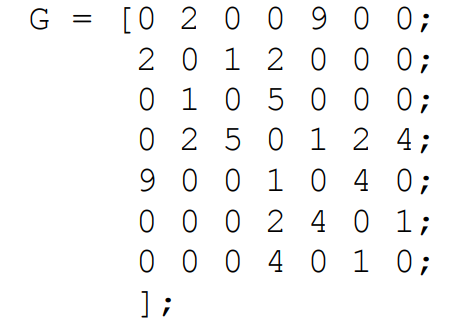 G = [0 2 0 0 9 0 0;
2 0 1 2 0 0 0;
0 1 0 5 0 0 0;
0 2 5 0 1 2 4;
9 0 0 1 0 4 0;
0 0 0 2 4 0 1;
0 0 0 4 0 1 0;
];